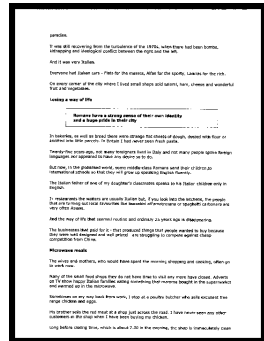 paradise.
It was still recovering from the turbulence of the 1970s, when there had been bombs,
kidnapping and ideological conflict between the right and the left.
And it was very Italian.
Everyone had Italian cars - Fiats for the masses, Alfas for the sporty, Lancias for the rich.
On every corner of the city where I lived small shops sold salami, ham, cheese and wonderful
fruit and vegetables.
Losing a way of life
Romans have a strong sense of their own identity
and a huge pride in their city
In bakeries, as well as bread there were strange flat sheets of dough, dusted with flour or
twisted into little parcels. In Britain I had never seen fresh pasta.
Twenty-five years ago, not many foreigners lived in Italy and not many people spoke foreign
languages nor appeared to have any desire to do.
But now, in the globalised world, many middle-class Romans send their children to
international schools so that they will grow up speaking English fluently.
The Italian father of one of my daughter's classmates speaks to his Italian children only in
English.
In restaurants the waiters are usually Italian but, if you look into the kitchens, the people
that are turning out local favourites like
very often Asians.
And the way of life that seemed routine and ordinary 25 years ago is disappearing.
The businesses that paid for it - that produced things that people wanted to buy because
they were well designed and well priced - are struggling to compete against cheap
competition from China.
Microwave meals
The wives and mothers, who would have spent the morning shopping and cooking, often go
to work now.
Many of the small food shops they do not have time to visit any more have closed. Adverts
on TV show happy Italian families eating something that mamma bought in the supermarket
and warmed up in the microwave.
Sometimes on my way back from work, I stop at a poultry butcher who sells excellent free
range chicken and eggs.
His brother sells the red meat at a shop just across the road. I have never seen any other
customers at the shop when I have been buying my chicken.
Long before closing time, which is about 7.30 in the evening, the shop is immaculately clean